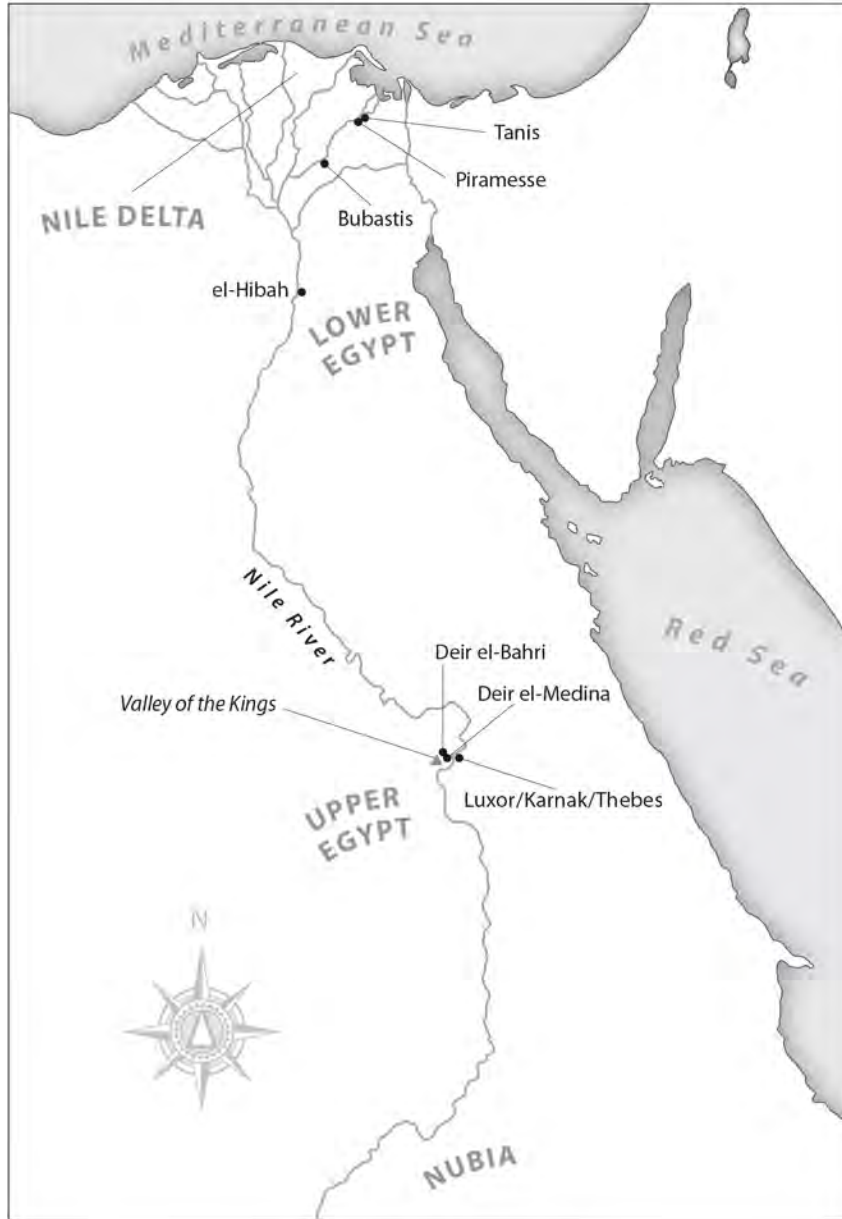 Mediterranean Sea
Tanis
Piramesse
NILE DELTA
Bubastis
el-Hibah
LOWER
EGYPT
Nile River
Red Sea
Deir el-Bahri
Deir el-Medina
Valley of the Kings
Luxor/Karnak/Thebes
UPPER
EGYPT
N
NUBIA